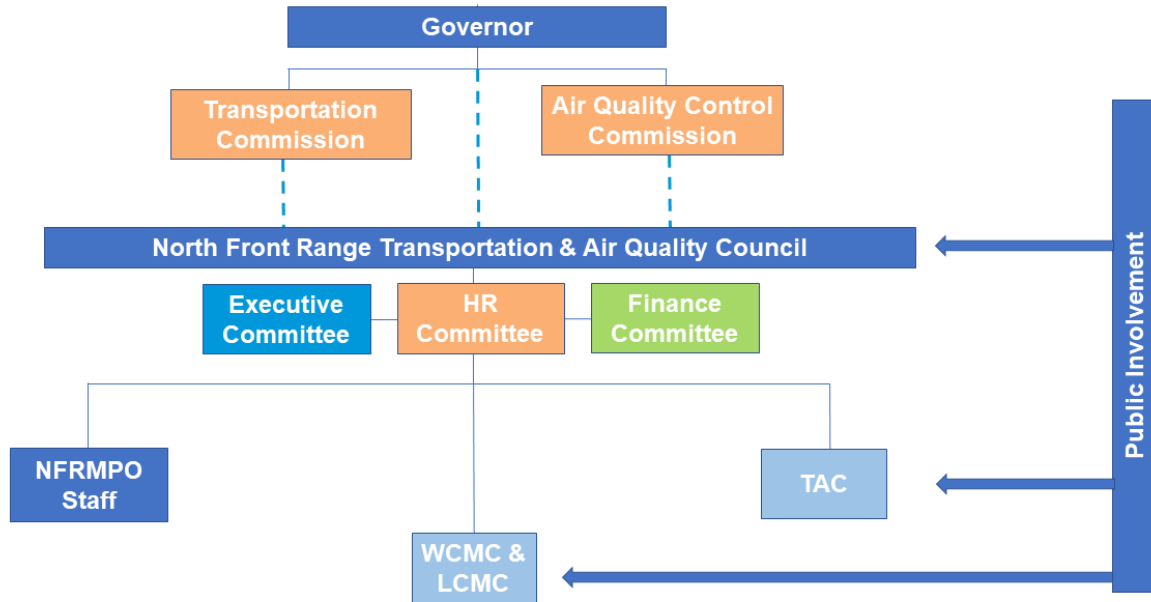 Governor
Transportation
Commission
Air Quality Control
Commission
North Front Range Transportation & Air Quality Council
Executive
Committee
HR
Committee
Finance
Committee
NFRMPO
Staff
TAC
WCMC &
LCMC
Public Involvement